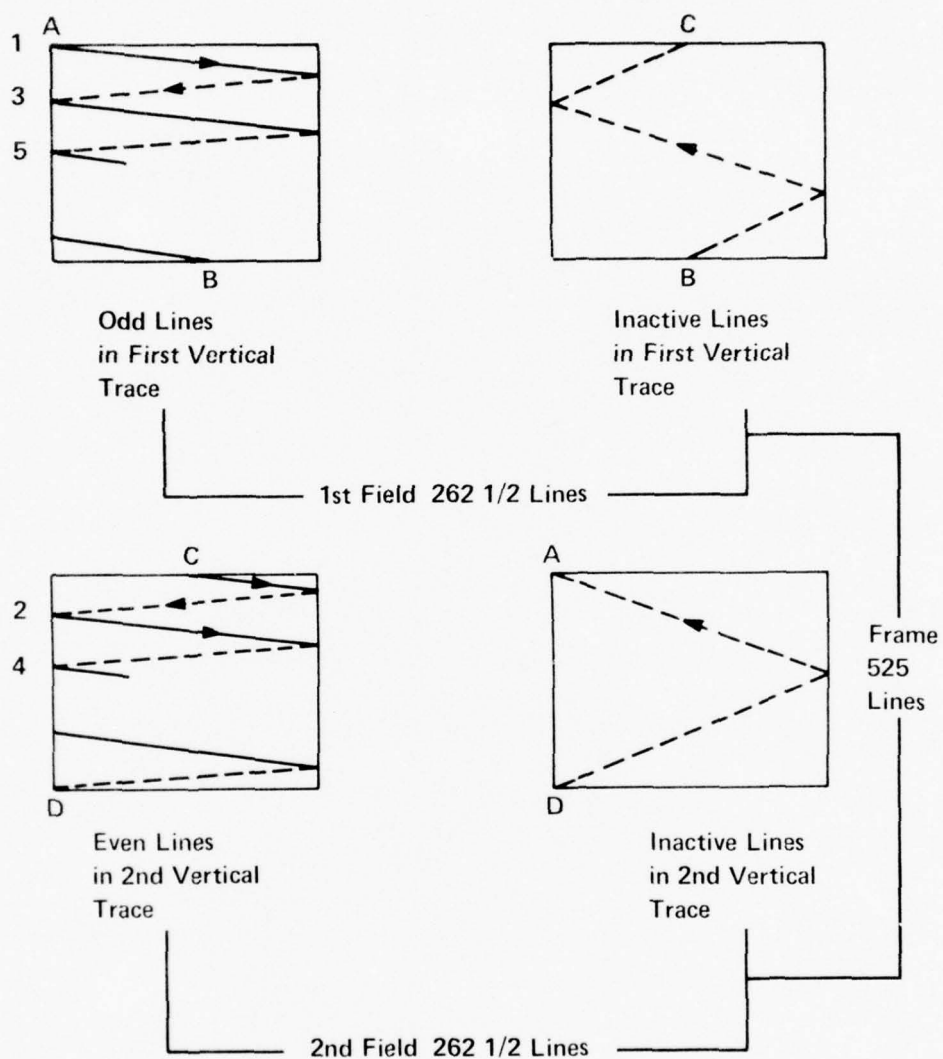 A
C
1
3
5
B
B
Odd Lines
in First Vertical
Trace
Inactive Lines
in First Vertical
Trace
1st Field 262 1/2 Lines
C
A
2
4
Frame
525
Lines
D
D
Even Lines
in 2nd Vertical
Trace
Inactive Lines
in 2nd Vertical
Trace
2nd Field 262 1/2 Lines